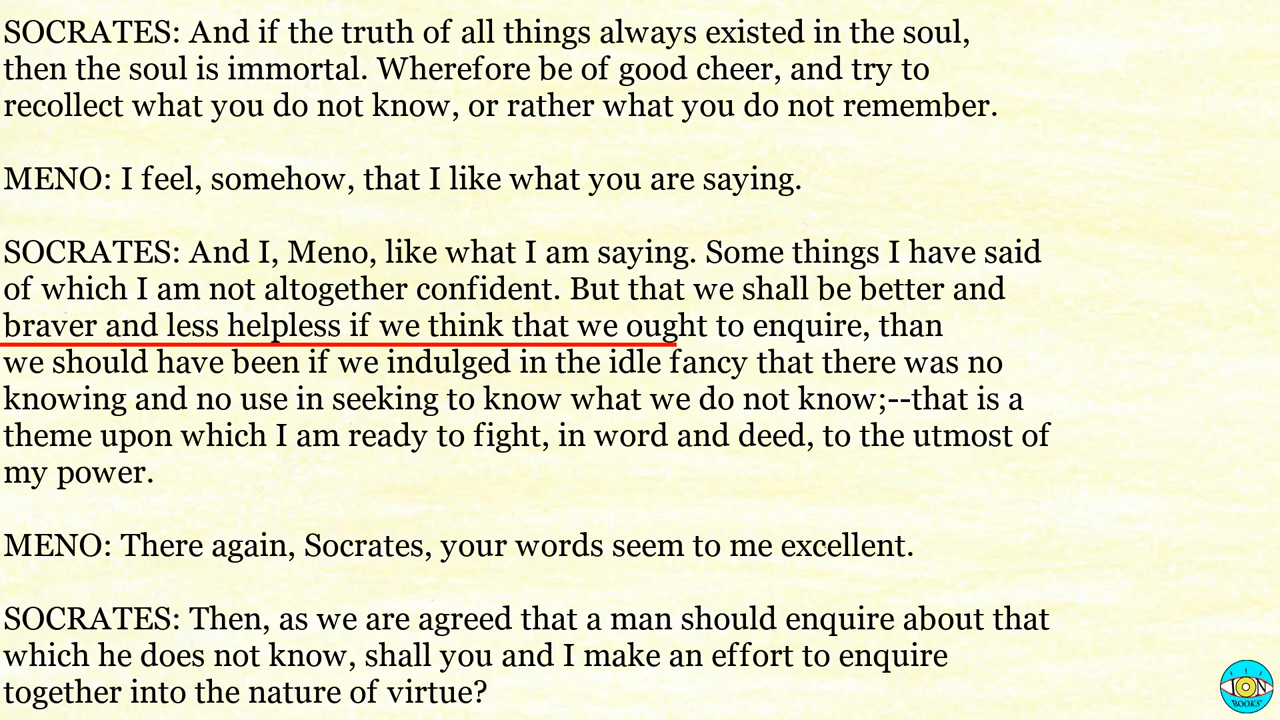 SOCRATES: And if the truth of all things always existed in the soul,
then the soul is immortal. Wherefore be of good cheer, and try to
recollect what you do not know, or rather what you do not remember.
MENO: I feel, somehow, that I like what you are saying.
SOCRATES: And I, Meno, like what I am saying. Some things I have said
of which I am not altogether confident. But that we shall be better and
braver and less helpless if we think that we ought to enquire, than
we should have been if we indulged in the idle fancy that there was no
knowing and no use in seeking to know what we do not know;--that is a
theme upon which I am ready to fight, in word and deed, to the utmost of
my power.
MENO: There again, Socrates, your words seem to me excellent.
SOCRATES: Then, as we are agreed that a man should enquire about that
which he does not know, shall you and I make an effort to enquire
together into the nature of virtue?
ION
BOOKS